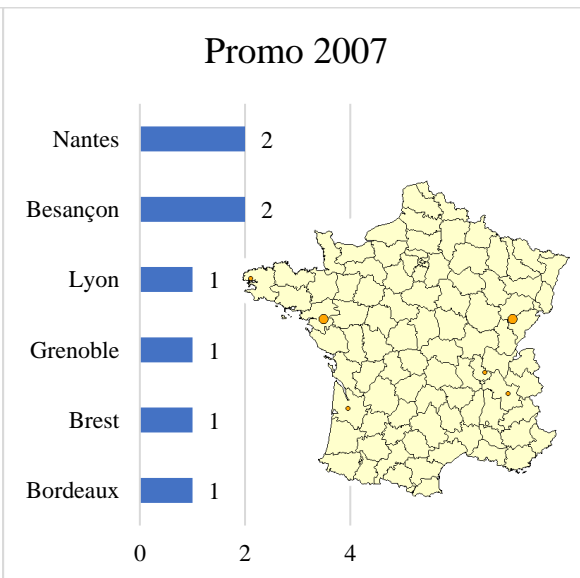 Promo 2007
Nantes 2
Besançon 2
Lyon 1
Grenoble 1
Brest 1
Bordeaux 1
0 2 4